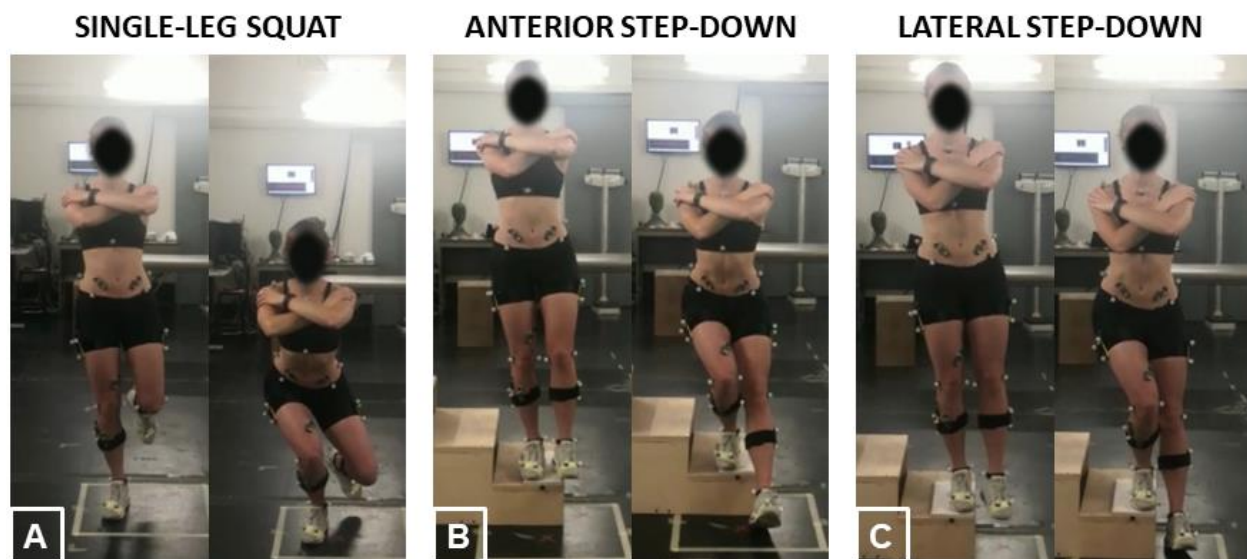 SINGLE-LEG SQUAT
ANTERIOR STEP-DOWN
LATERAL STEP-DOWN
A
B
C